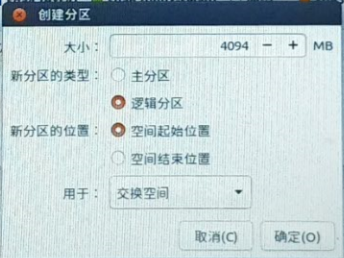 创建分区
大小： 4094 － + MB
新分区的类型： 主分区
逻辑分区
新分区的位置： 空间起始位置
空间结束位置
用于： 交换空间
取消(C) 确定(O)